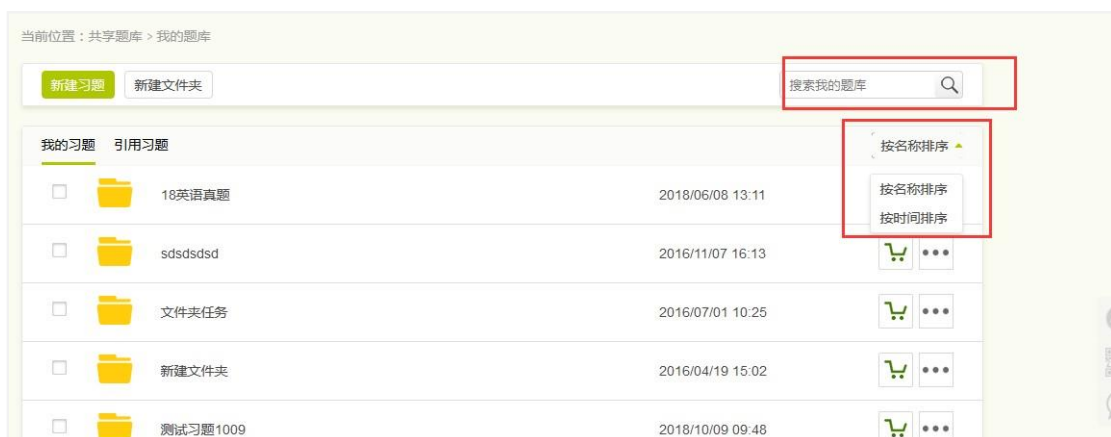 当前位置：共享题库 > 我的题库
新建习题 新建文件夹 搜索我的题库
我的习题 引用习题 按名称排序
18英语真题 2018/06/08 13:11
按名称排序
按时间排序
sdsdsdsd 2016/11/07 16:13
文件夹任务 2016/07/01 10:25
新建文件夹 2016/04/19 15:02
测试习题1009 2018/10/09 09:48